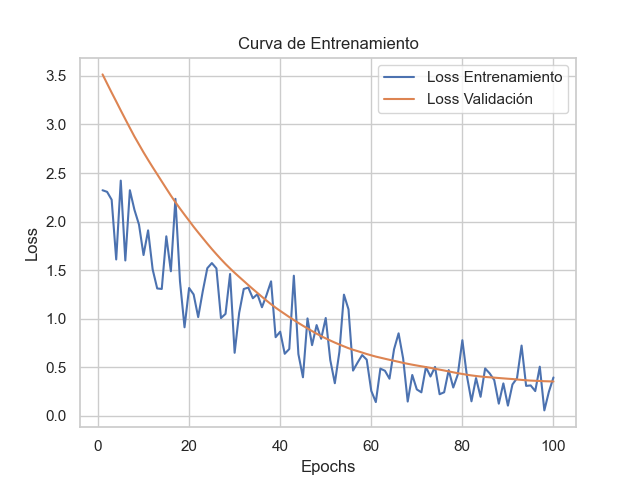 Curva de Entrenamiento
Loss Entrenamiento
Loss Validación
3.5
3.0
2.5
2.0
1.5
1.0
0.5
0.0
Loss
0 20 40 60 80 100
Epochs